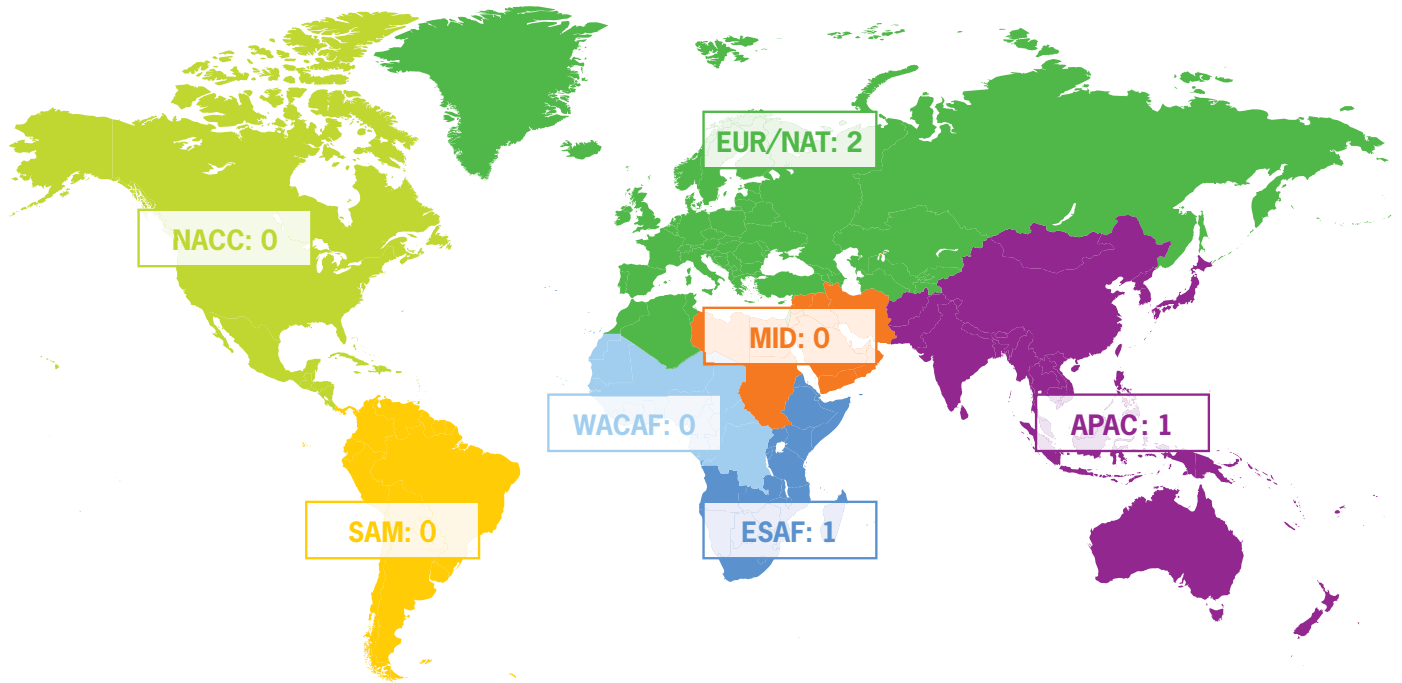 EUR/NAT: 2
NACC: 0
MID: 0
WACAF: 0
APAC: 1
SAM: 0
ESAF: 1